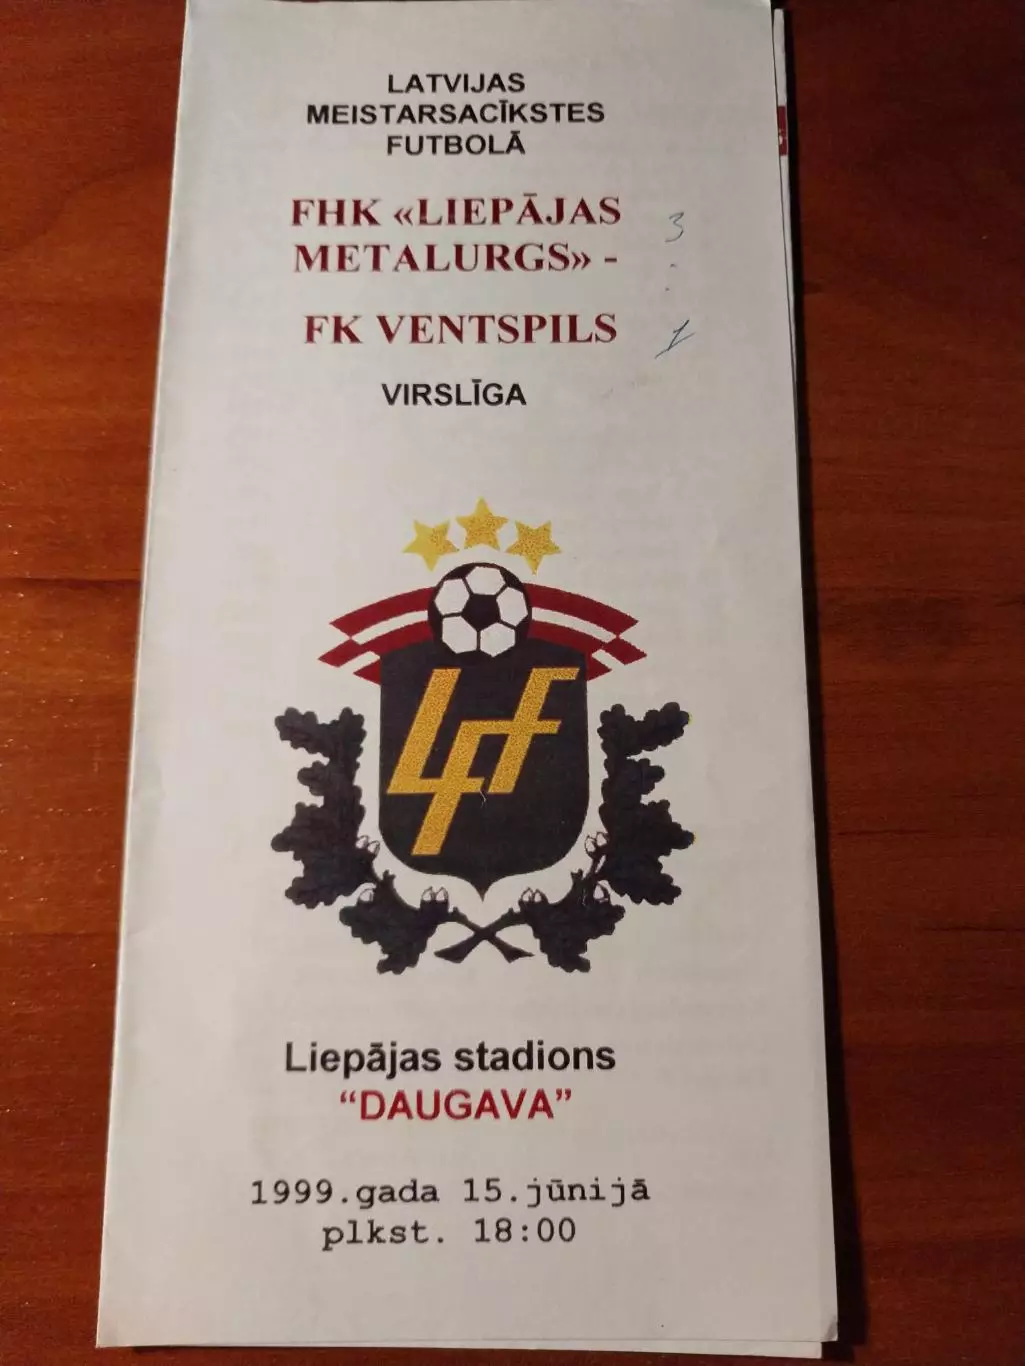 LATVIJAS
MEISTARSACĪKSTES
FUTBOLĀ
FHK «LIEPĀJAS
METALURGS» -
3
:
FK VENTSPILS
1
VIRSLĪGA
LFF
Liepājas stadions
“DAUGAVA”
1999.gada 15.jūnijā
plkst. 18:00